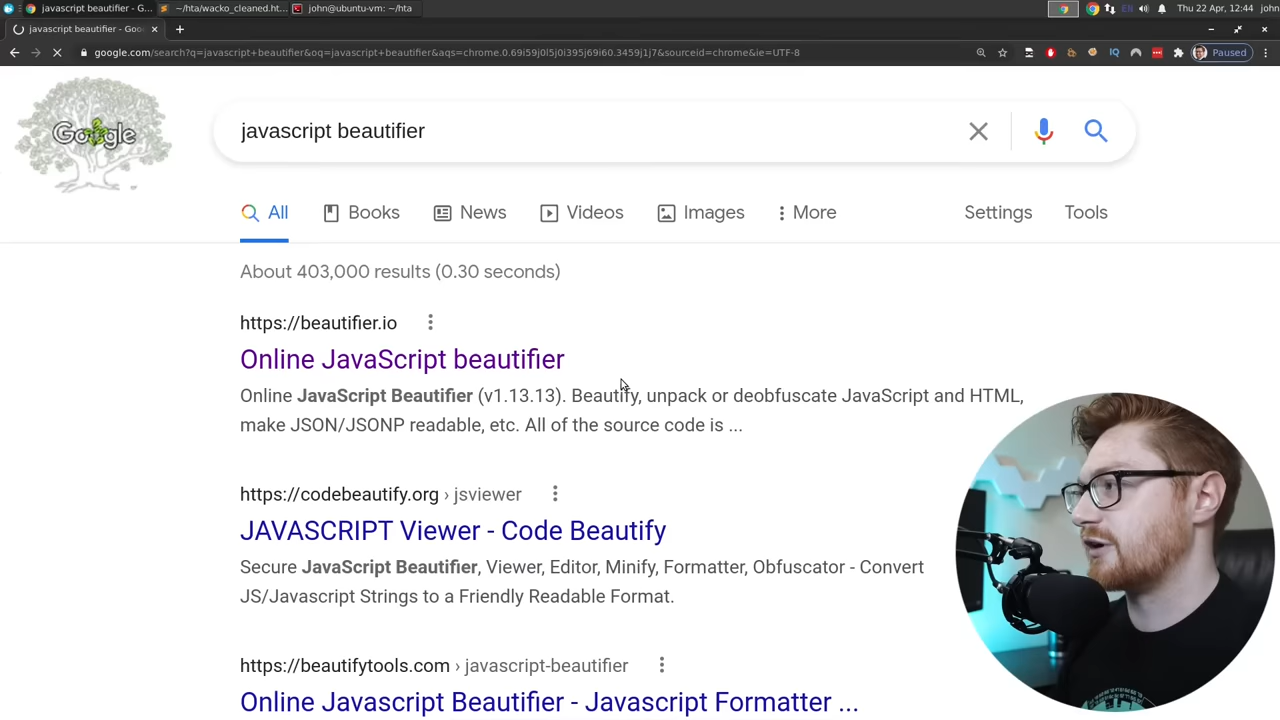 javascript beautifier - G...
~/hta/wacko_cleaned.ht...
john@ubuntu-vm: ~/hta
EN
Thu 22 Apr, 12:44
john
javascript beautifier - Goo
google.com/search?q=javascript+beautifier&oq=javascript+beautifier&aqs=chrome.0.69i59j0l5j0i395j69i60.3459j1j7&sourceid=chrome&ie=UTF-8
IQ
Paused
Google
javascript beautifier
All
Books
News
Videos
Images
More
Settings
Tools
About 403,000 results (0.30 seconds)
https://beautifier.io
Online JavaScript beautifier
Online JavaScript Beautifier (v1.13.13). Beautify, unpack or deobfuscate JavaScript and HTML,
make JSON/JSONP readable, etc. All of the source code is ...
https://codebeautify.org › jsviewer
JAVASCRIPT Viewer - Code Beautify
Secure JavaScript Beautifier, Viewer, Editor, Minify, Formatter, Obfuscator - Convert
JS/Javascript Strings to a Friendly Readable Format.
https://beautifytools.com › javascript-beautifier
Online Javascript Beautifier - Javascript Formatter ...